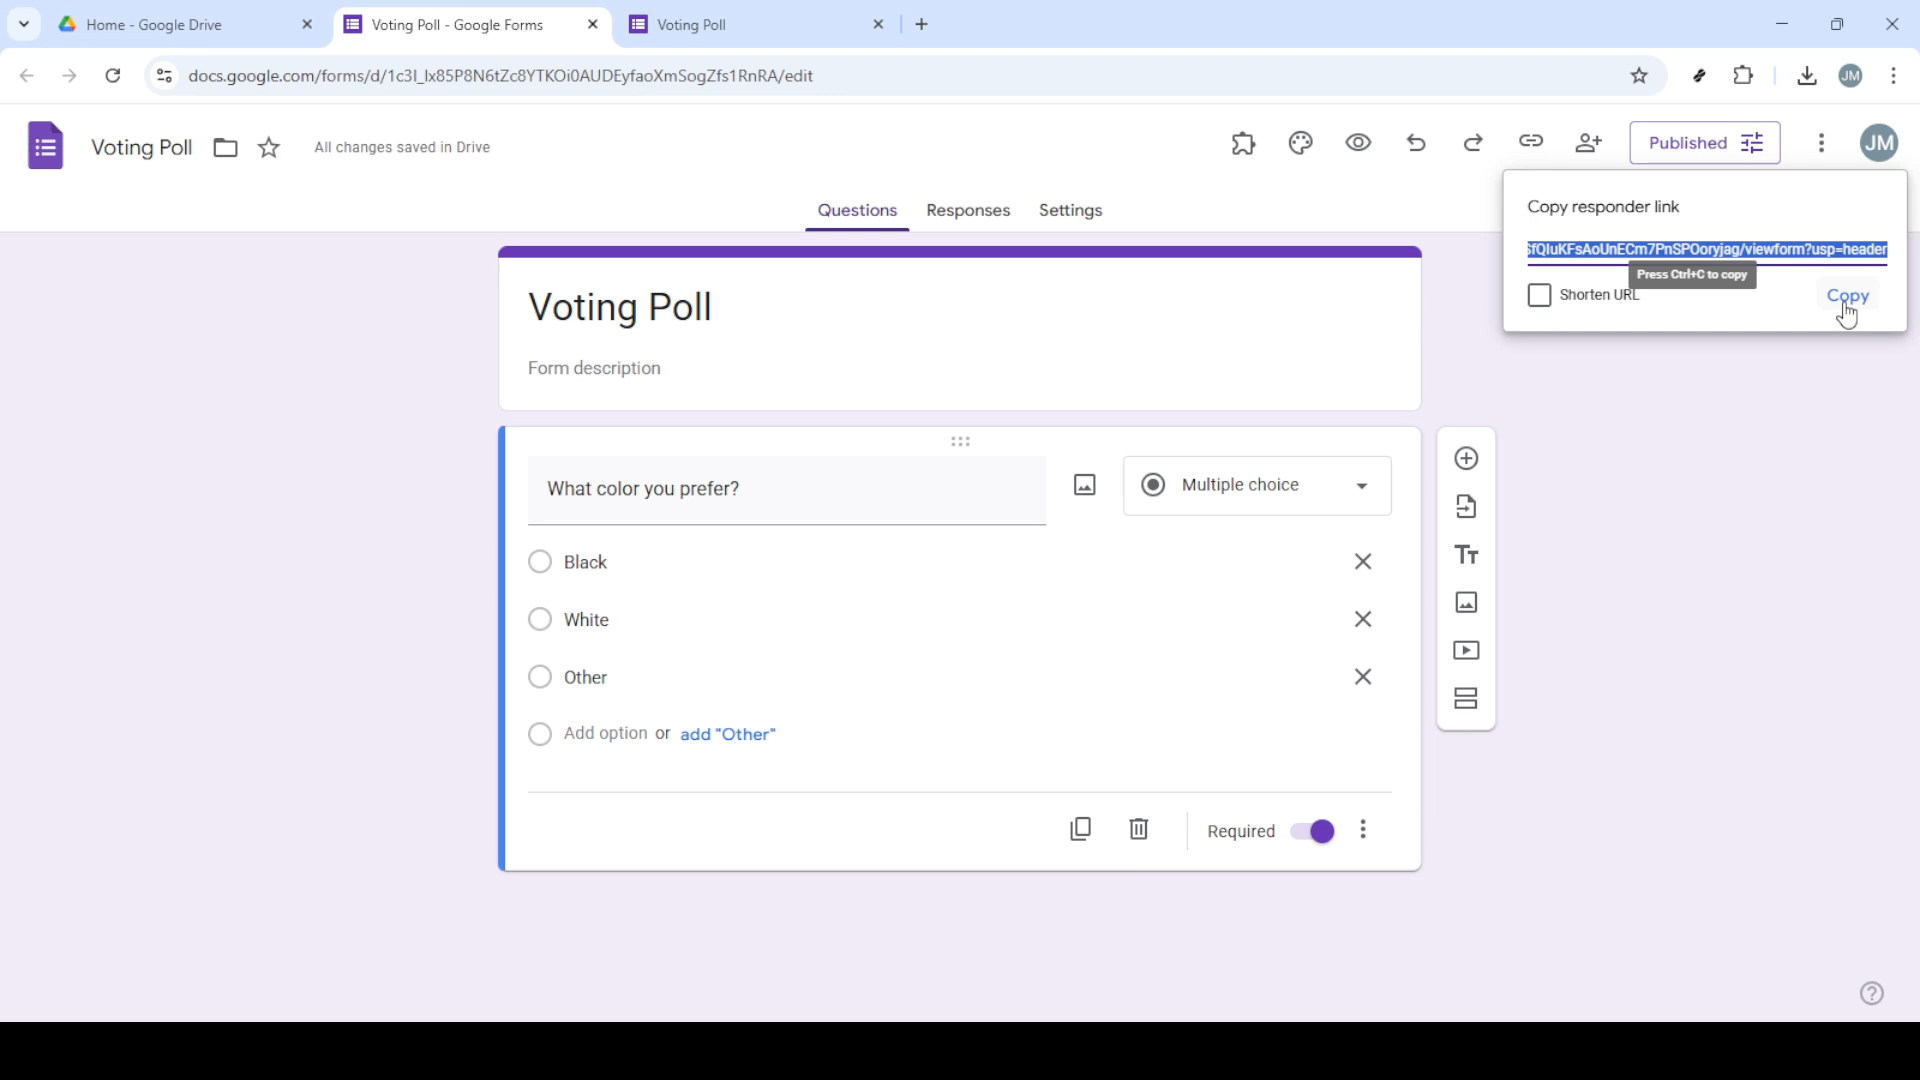 Home - Google Drive
Voting Poll - Google Forms
Voting Poll
docs.google.com/forms/d/1c3I_lx85P8N6tZc8YTKOi0AUDEyfaoXmSogZfs1RnRA/edit
JM
Voting Poll
All changes saved in Drive
Published
JM
Questions
Responses
Settings
Copy responder link
fQIuKFsAoUnECm7PnSPOoryjag/viewform?usp=header
Press Ctrl+C to copy
Shorten URL
Copy
Voting Poll
Form description
What color you prefer?
Multiple choice
Black
White
Other
Add option or add "Other"
Required